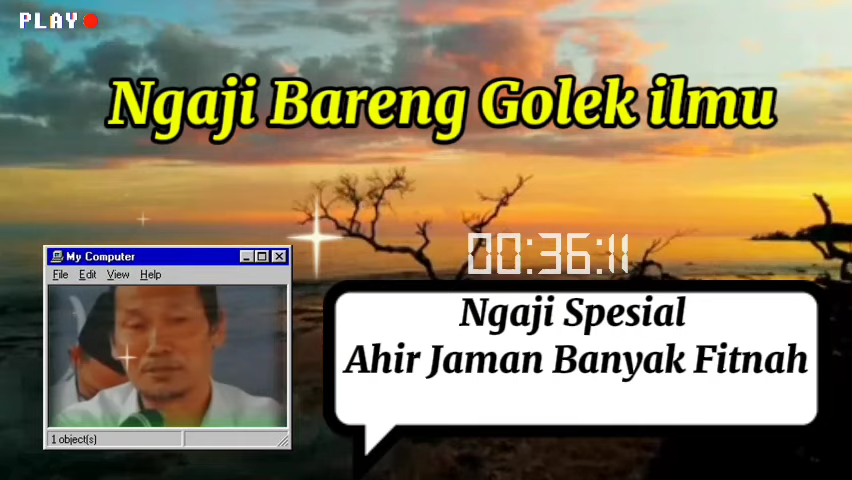 PLAY
Ngaji Bareng Golek ilmu
00:36:11
My Computer
File Edit View Help
1 object(s)
Ngaji Spesial
Ahir Jaman Banyak Fitnah